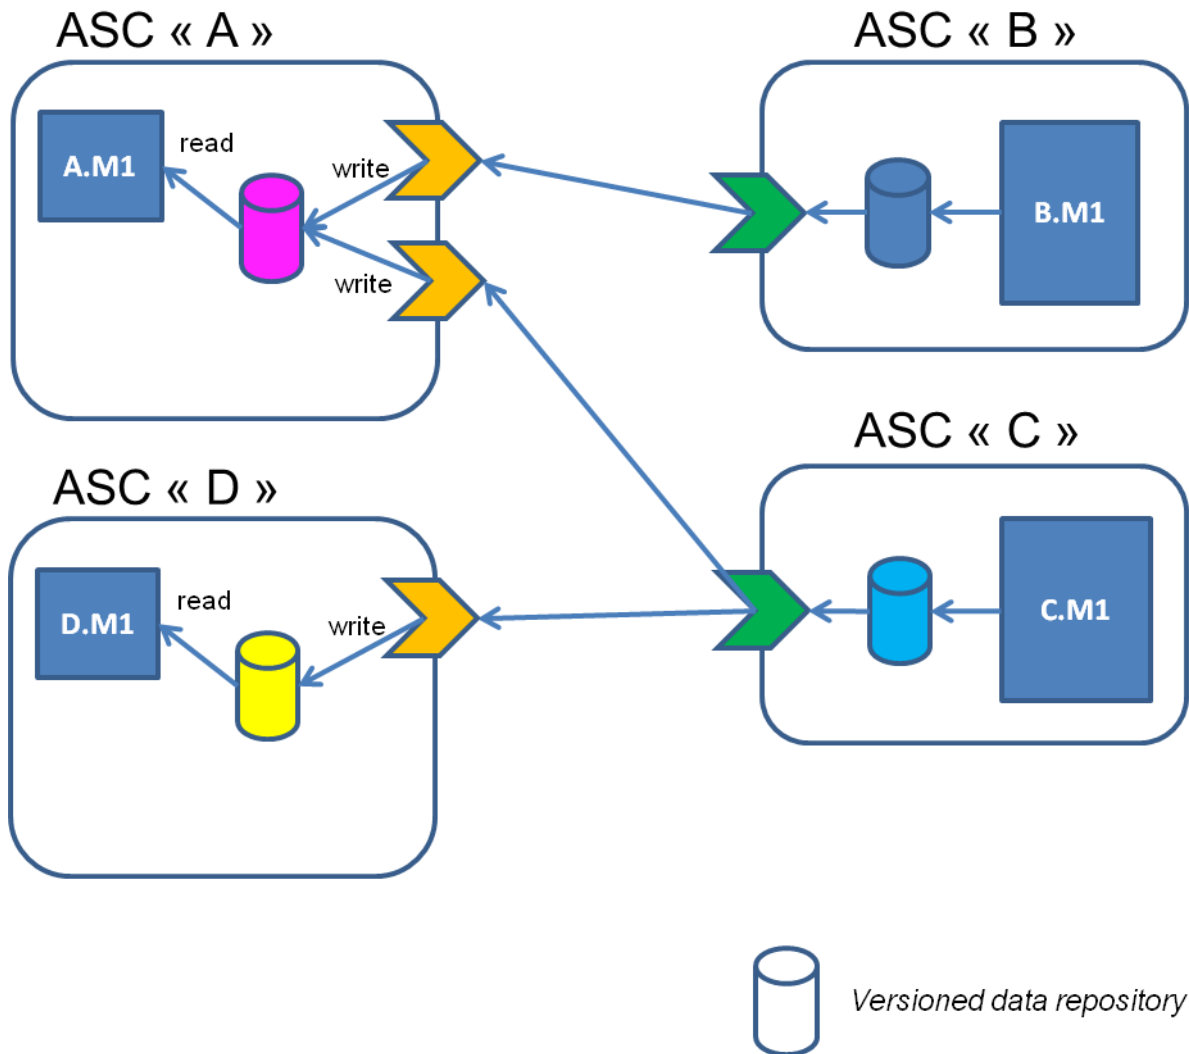 ASC « A »
ASC « B »
read
A.M1
write
B.M1
write
ASC « C »
ASC « D »
read
D.M1
write
C.M1
Versioned data repository